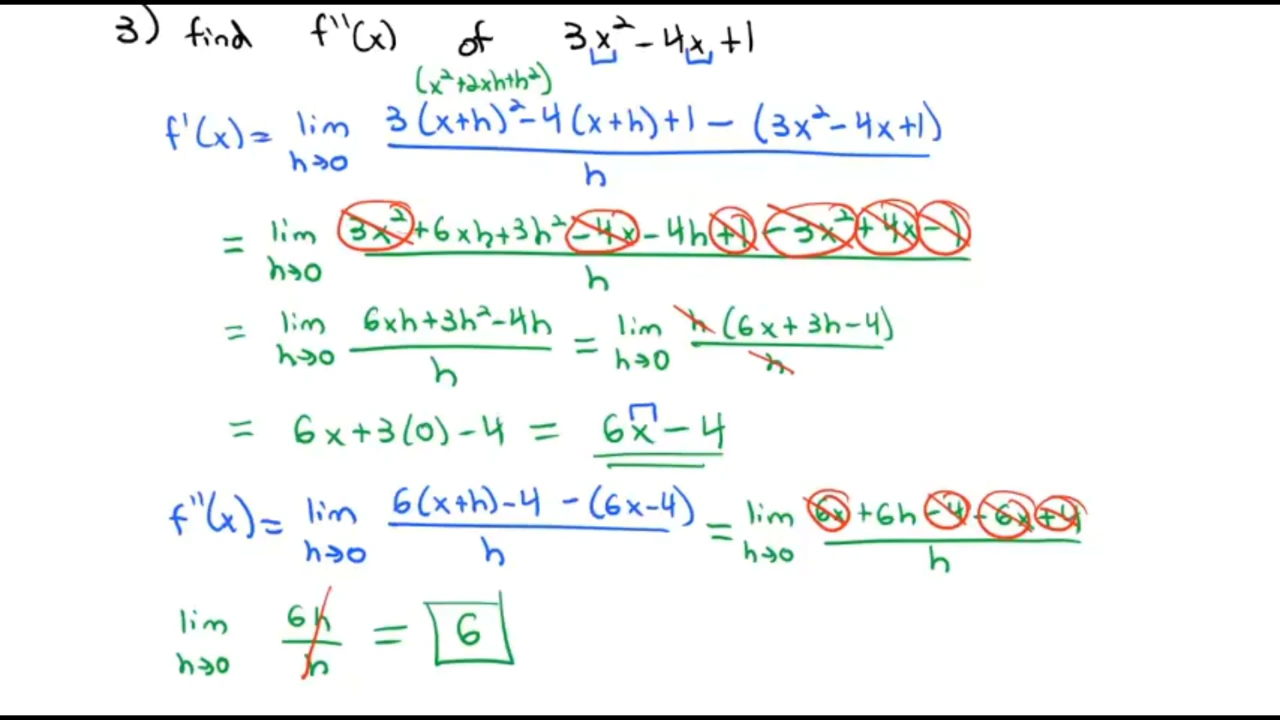 3) find f''(x) of 3x² - 4x + 1
(x²+2xh+h²)
f'(x) = lim h→0 3(x+h)² - 4(x+h) + 1 - (3x² - 4x + 1) / h
= lim h→0 3x² + 6xh + 3h² - 4x - 4h + 1 - 3x² + 4x - 1 / h
= lim h→0 6xh + 3h² - 4h / h = lim h→0 h(6x + 3h - 4) / h
= 6x + 3(0) - 4 = 6x - 4
f''(x) = lim h→0 6(x+h) - 4 - (6x - 4) / h = lim h→0 6x + 6h - 4 - 6x + 4 / h
lim h→0 6h / h = 6